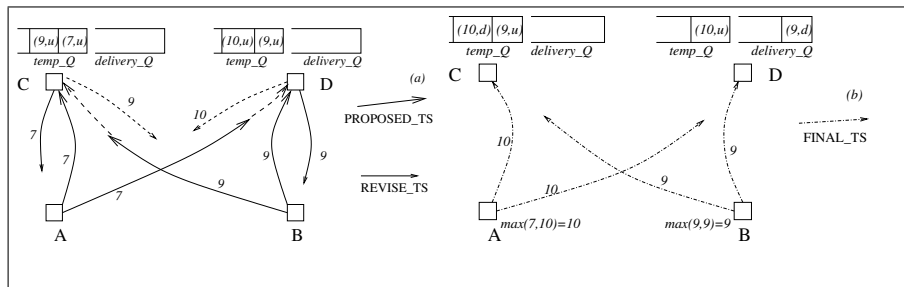 (9,u) (7,u)
temp_Q delivery_Q
(10,u) (9,u)
temp_Q delivery_Q
C
D
9
10
7
7
9
9
7
9
A
B
(a)
PROPOSED_TS
REVISE_TS
(10,d) (9,u)
temp_Q delivery_Q
(10,u) (9,d)
temp_Q delivery_Q
C
D
10
9
10
9
A
max(7,10)=10
max(9,9)=9
B
(b)
FINAL_TS